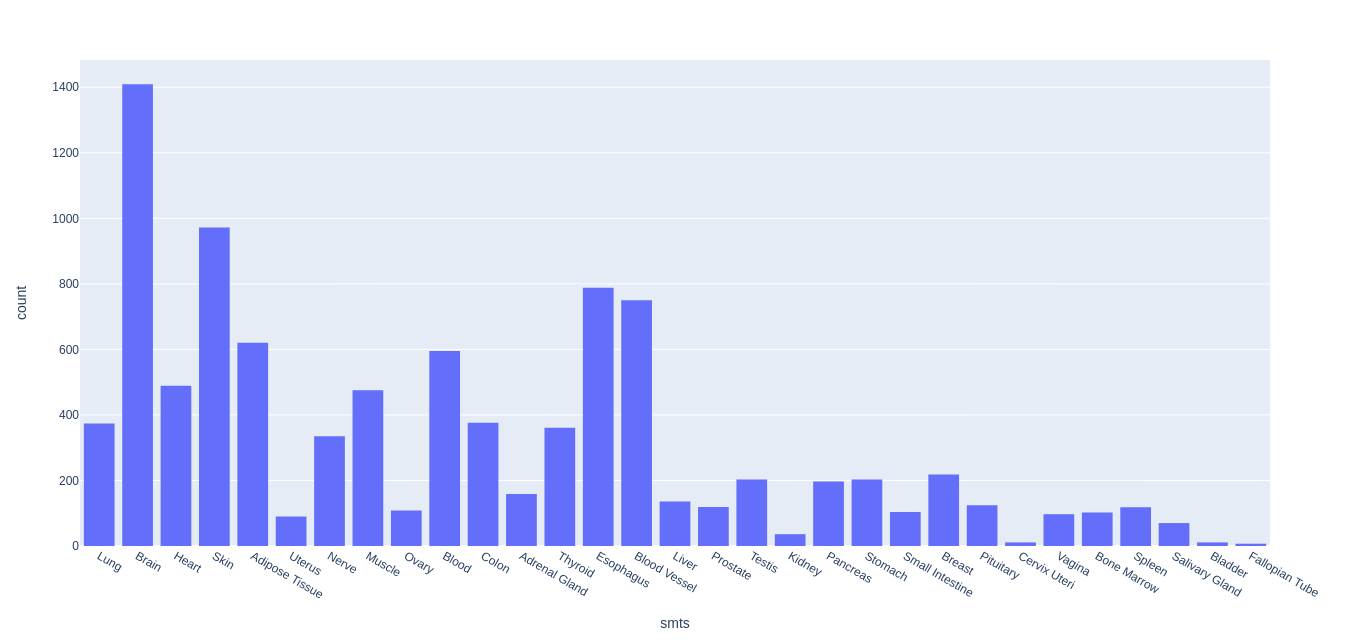 count
1400
1200
1000
800
600
400
200
0
Lung
Brain
Heart
Skin
Adipose Tissue
Uterus
Nerve
Muscle
Ovary
Blood
Colon
Adrenal Gland
Thyroid
Esophagus
Blood Vessel
Liver
Prostate
Testis
Kidney
Pancreas
Stomach
Small Intestine
Breast
Pituitary
Cervix Uteri
Vagina
Bone Marrow
Spleen
Salivary Gland
Bladder
Fallopian Tube
smts